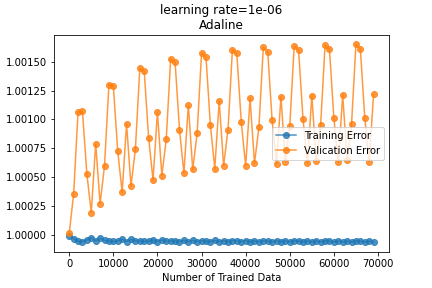 learning rate=1e-06
Adaline
1.00150
1.00125
1.00100
1.00075
1.00050
1.00025
1.00000
Training Error
Valication Error
0 10000 20000 30000 40000 50000 60000 70000
Number of Trained Data